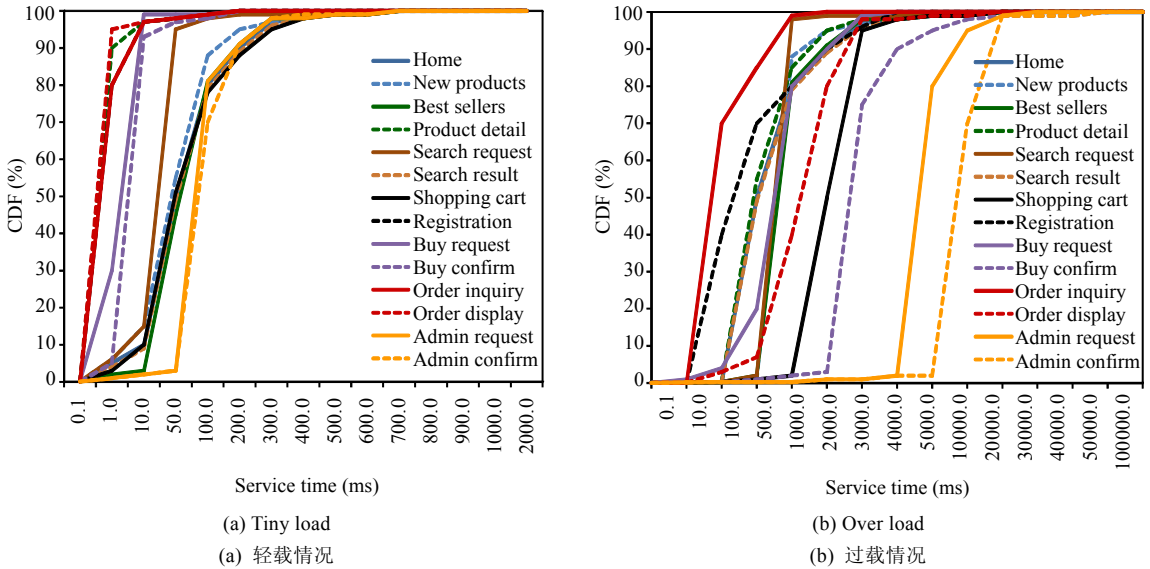 100
90
80
70
60
50
40
30
20
10
0
CDF (%)
Home
New products
Best sellers
Product detail
Search request
Search result
Shopping cart
Registration
Buy request
Buy confirm
Order inquiry
Order display
Admin request
Admin confirm
0.1
1.0
10.0
50.0
100.0
200.0
300.0
400.0
500.0
600.0
700.0
800.0
900.0
1000.0
2000.0
Service time (ms)
(a) Tiny load
(a) 轻载情况
100
90
80
70
60
50
40
30
20
10
0
CDF (%)
Home
New products
Best sellers
Product detail
Search request
Search result
Shopping cart
Registration
Buy request
Buy confirm
Order inquiry
Order display
Admin request
Admin confirm
0.1
10.0
100.0
500.0
1000.0
2000.0
3000.0
4000.0
5000.0
10000.0
20000.0
30000.0
40000.0
50000.0
100000.0
Service time (ms)
(b) Over load
(b) 过载情况